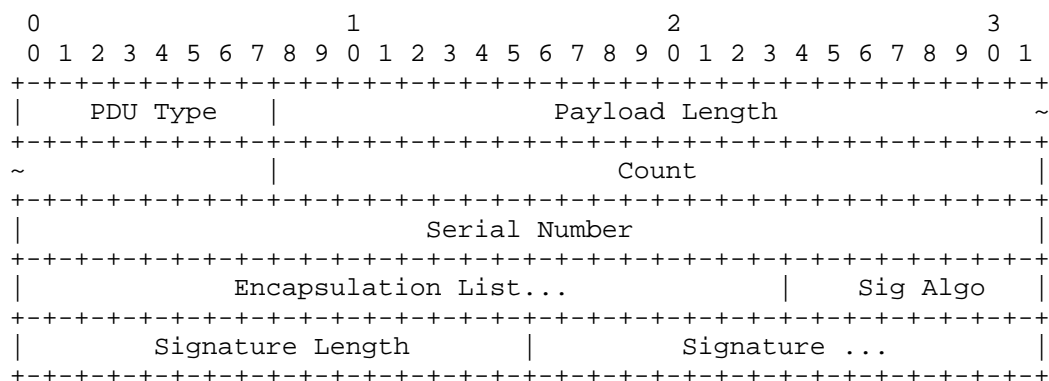 0                   1                   2                   3
 0 1 2 3 4 5 6 7 8 9 0 1 2 3 4 5 6 7 8 9 0 1 2 3 4 5 6 7 8 9 0 1
+-+-+-+-+-+-+-+-+-+-+-+-+-+-+-+-+-+-+-+-+-+-+-+-+-+-+-+-+-+-+-+-+
|    PDU Type   |                 Payload Length                ~
+-+-+-+-+-+-+-+-+-+-+-+-+-+-+-+-+-+-+-+-+-+-+-+-+-+-+-+-+-+-+-+-+
~               |                     Count                     |
+-+-+-+-+-+-+-+-+-+-+-+-+-+-+-+-+-+-+-+-+-+-+-+-+-+-+-+-+-+-+-+-+
|                         Serial Number                         |
+-+-+-+-+-+-+-+-+-+-+-+-+-+-+-+-+-+-+-+-+-+-+-+-+-+-+-+-+-+-+-+-+
|             Encapsulation List...             |    Sig Algo   |
+-+-+-+-+-+-+-+-+-+-+-+-+-+-+-+-+-+-+-+-+-+-+-+-+-+-+-+-+-+-+-+-+
|        Signature Length       |         Signature ...         |
+-+-+-+-+-+-+-+-+-+-+-+-+-+-+-+-+-+-+-+-+-+-+-+-+-+-+-+-+-+-+-+-+